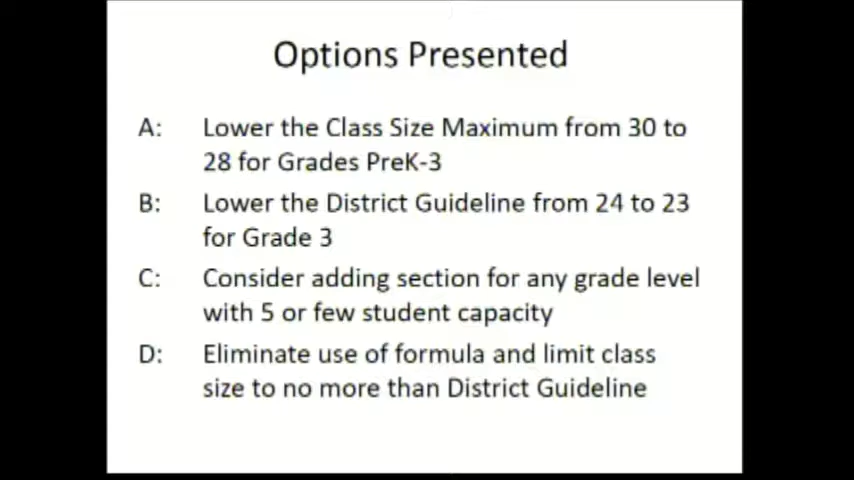 Options Presented
A: Lower the Class Size Maximum from 30 to
28 for Grades PreK-3
B: Lower the District Guideline from 24 to 23
for Grade 3
C: Consider adding section for any grade level
with 5 or few student capacity
D: Eliminate use of formula and limit class
size to no more than District Guideline